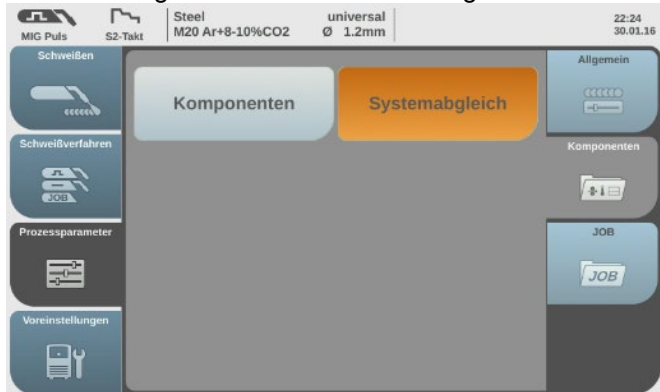 MIG Puls
S2-Takt
Steel universal
M20 Ar+8-10%CO2 Ø 1.2mm
22:24
30.01.16
Schweißen
Komponenten
Systemabgleich
Allgemein
Schweißverfahren
JOB
Komponenten
Prozessparameter
JOB
JOB
Voreinstellungen